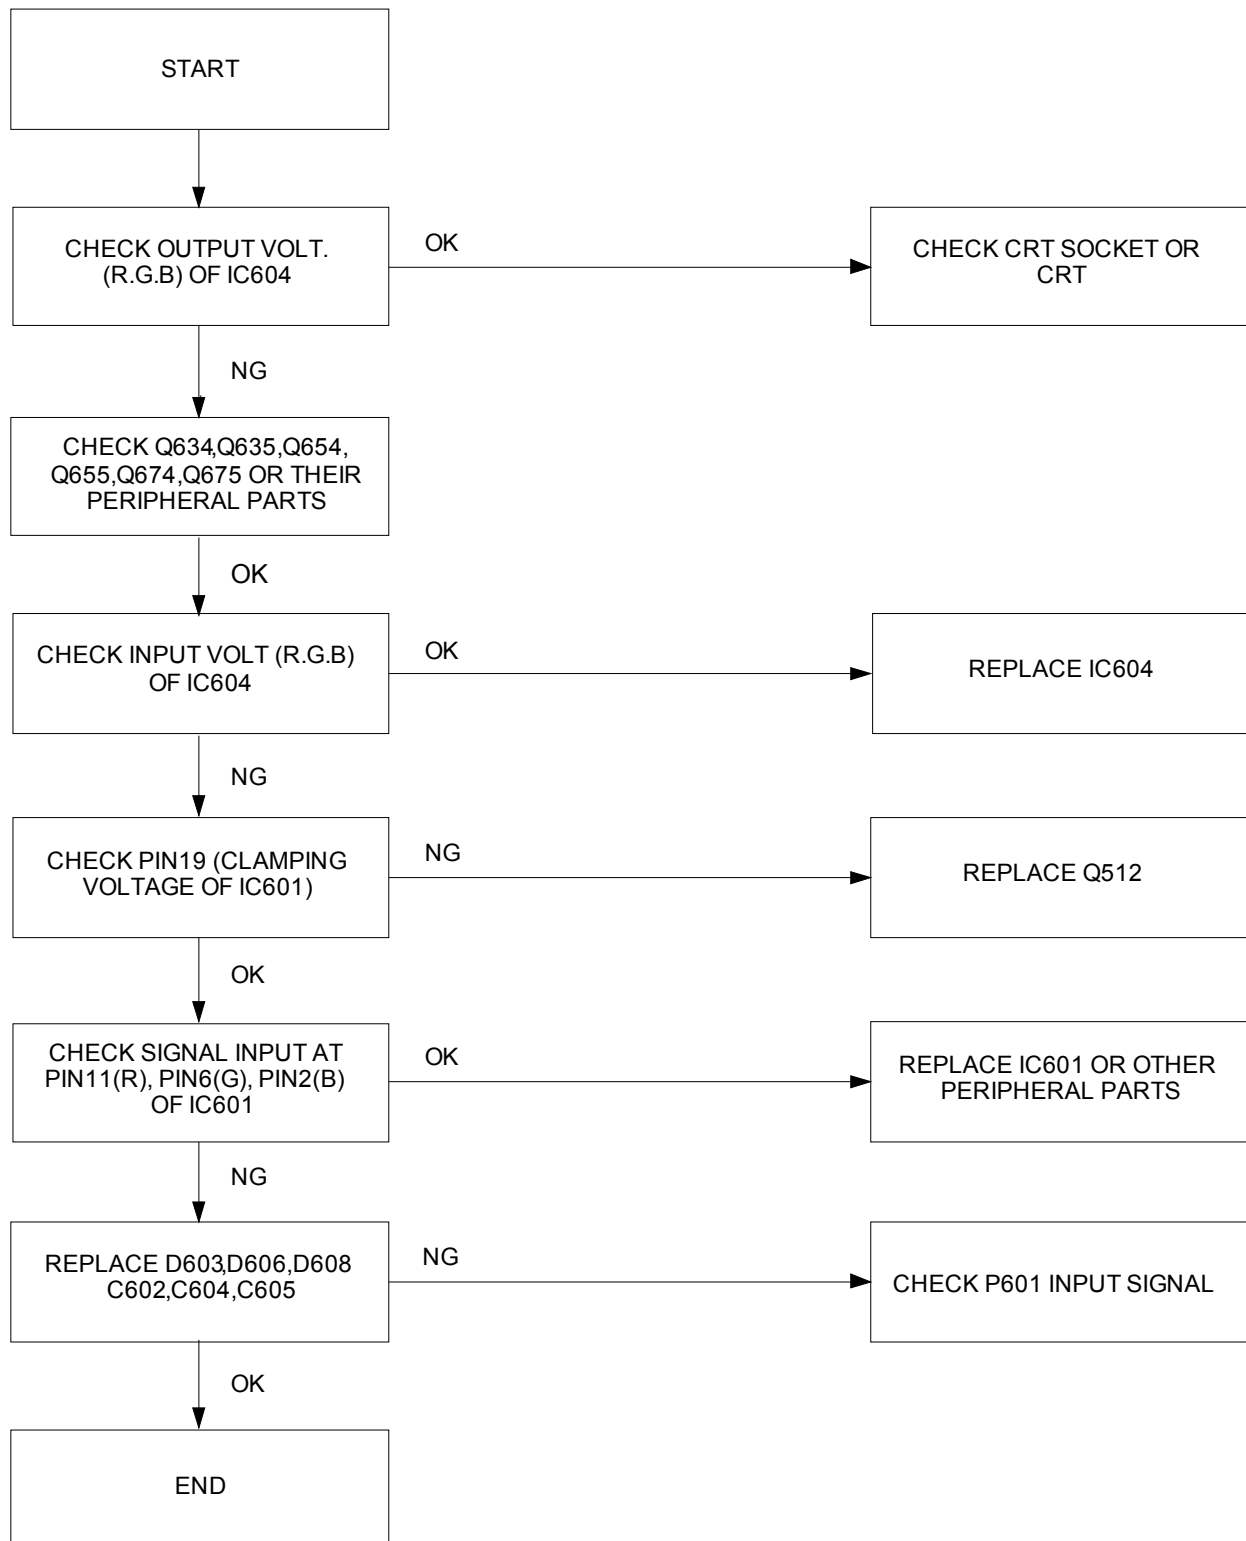 START
CHECK OUTPUT VOLT.
(R.G.B) OF IC604
OK
CHECK CRT SOCKET OR
CRT
NG
CHECK Q634,Q635,Q654,
Q655,Q674,Q675 OR THEIR
PERIPHERAL PARTS
OK
CHECK INPUT VOLT (R.G.B)
OF IC604
OK
REPLACE IC604
NG
CHECK PIN19 (CLAMPING
VOLTAGE OF IC601)
NG
REPLACE Q512
OK
CHECK SIGNAL INPUT AT
PIN11(R), PIN6(G), PIN2(B)
OF IC601
OK
REPLACE IC601 OR OTHER
PERIPHERAL PARTS
NG
REPLACE D603,D606,D608
C602,C604,C605
NG
CHECK P601 INPUT SIGNAL
OK
END